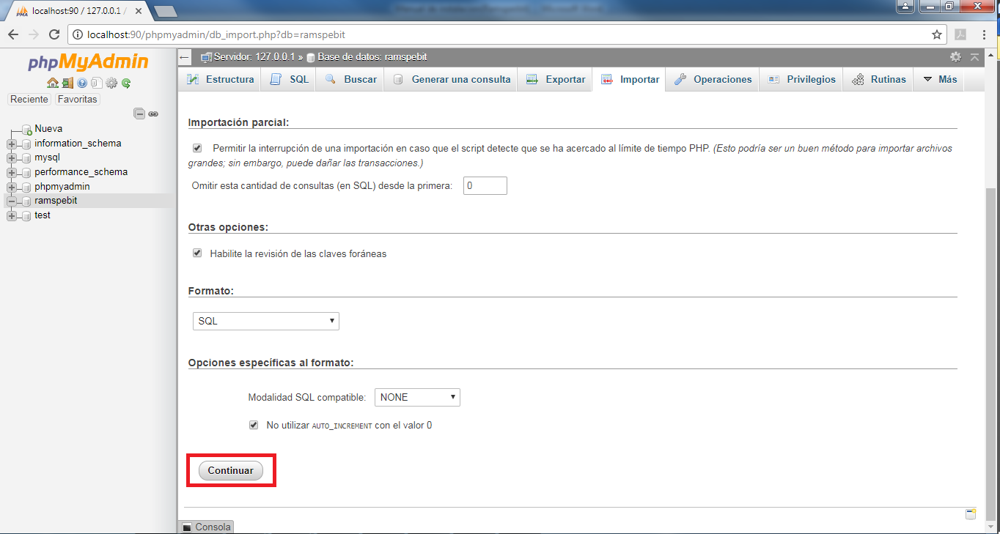 localhost:90 / 127.0.0.1 /
localhost:90/phpmyadmin/db_import.php?db=ramspebit
phpMyAdmin
Reciente Favoritas
Nueva
information_schema
mysql
performance_schema
phpmyadmin
ramspebit
test
Servidor: 127.0.0.1 » Base de datos: ramspebit
Estructura SQL Buscar Generar una consulta Exportar Importar Operaciones Privilegios Rutinas Más
Importación parcial:
Permitir la interrupción de una importación en caso que el script detecte que se ha acercado al límite de tiempo PHP. (Esto podría ser un buen método para importar archivos
grandes; sin embargo, puede dañar las transacciones.)
Omitir esta cantidad de consultas (en SQL) desde la primera: 0
Otras opciones:
Habilite la revisión de las claves foráneas
Formato:
SQL
Opciones específicas al formato:
Modalidad SQL compatible: NONE
No utilizar AUTO_INCREMENT con el valor 0
Continuar
Consola